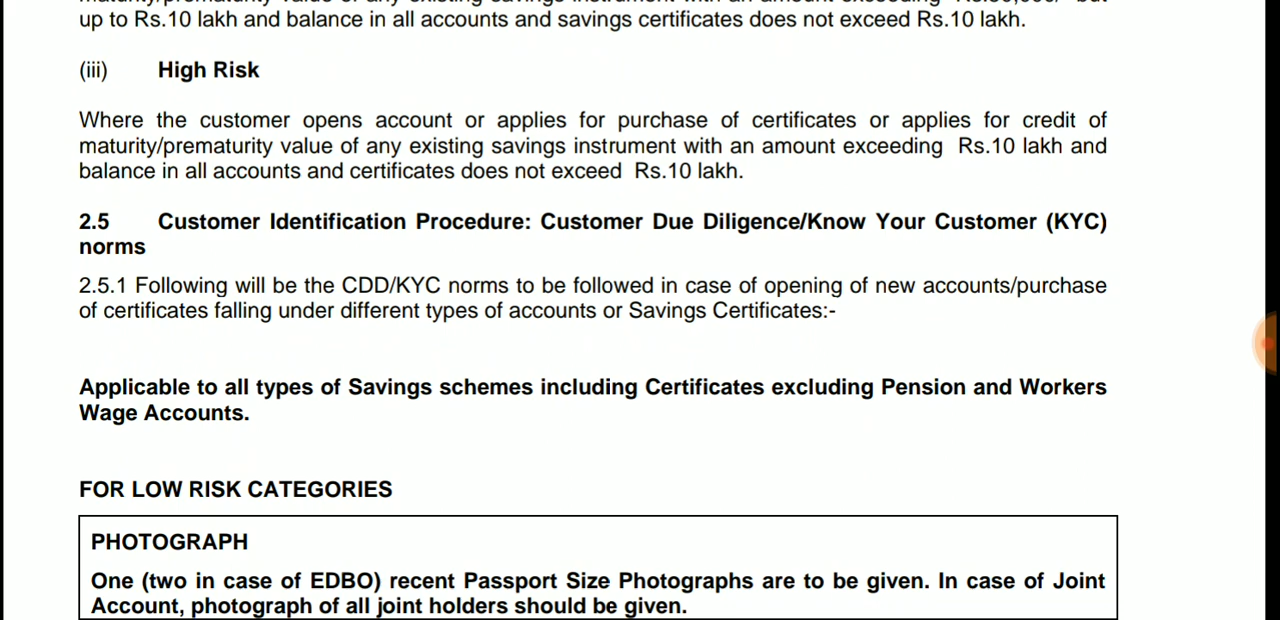 up to Rs.10 lakh and balance in all accounts and savings certificates does not exceed Rs.10 lakh.
(iii) High Risk
Where the customer opens account or applies for purchase of certificates or applies for credit of
maturity/prematurity value of any existing savings instrument with an amount exceeding Rs.10 lakh and
balance in all accounts and certificates does not exceed Rs.10 lakh.
2.5 Customer Identification Procedure: Customer Due Diligence/Know Your Customer (KYC)
norms
2.5.1 Following will be the CDD/KYC norms to be followed in case of opening of new accounts/purchase
of certificates falling under different types of accounts or Savings Certificates:-
Applicable to all types of Savings schemes including Certificates excluding Pension and Workers
Wage Accounts.
FOR LOW RISK CATEGORIES
PHOTOGRAPH
One (two in case of EDBO) recent Passport Size Photographs are to be given. In case of Joint
Account, photograph of all joint holders should be given.